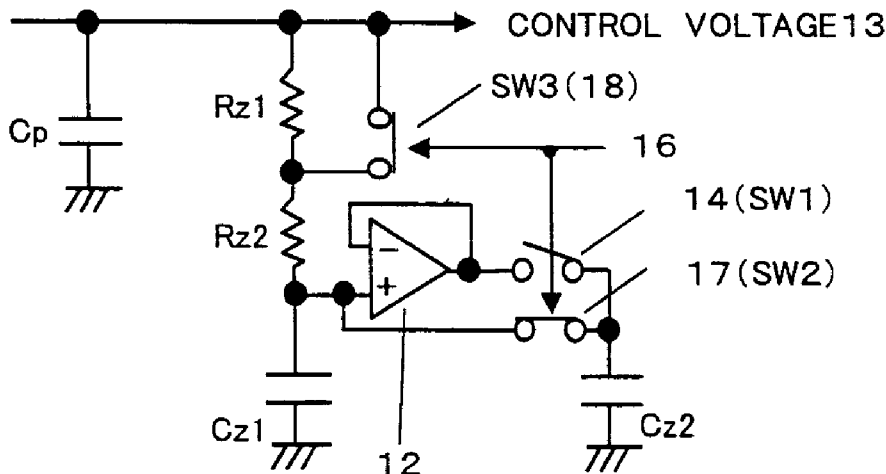 CONTROL VOLTAGE13
SW3(18)
Rz1
Cp
16
14(SW1)
Rz2
17(SW2)
-
+
Cz1
Cz2
12